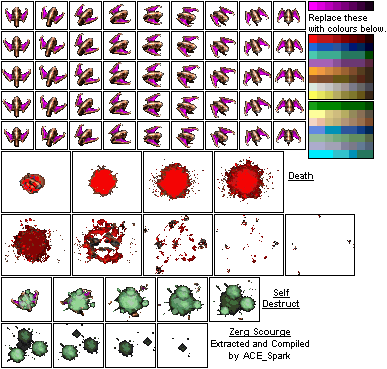 Replace these
with colours below.
Death
Self
Destruct
Zerg Scourge
Extracted and Compiled
by ACE_Spark